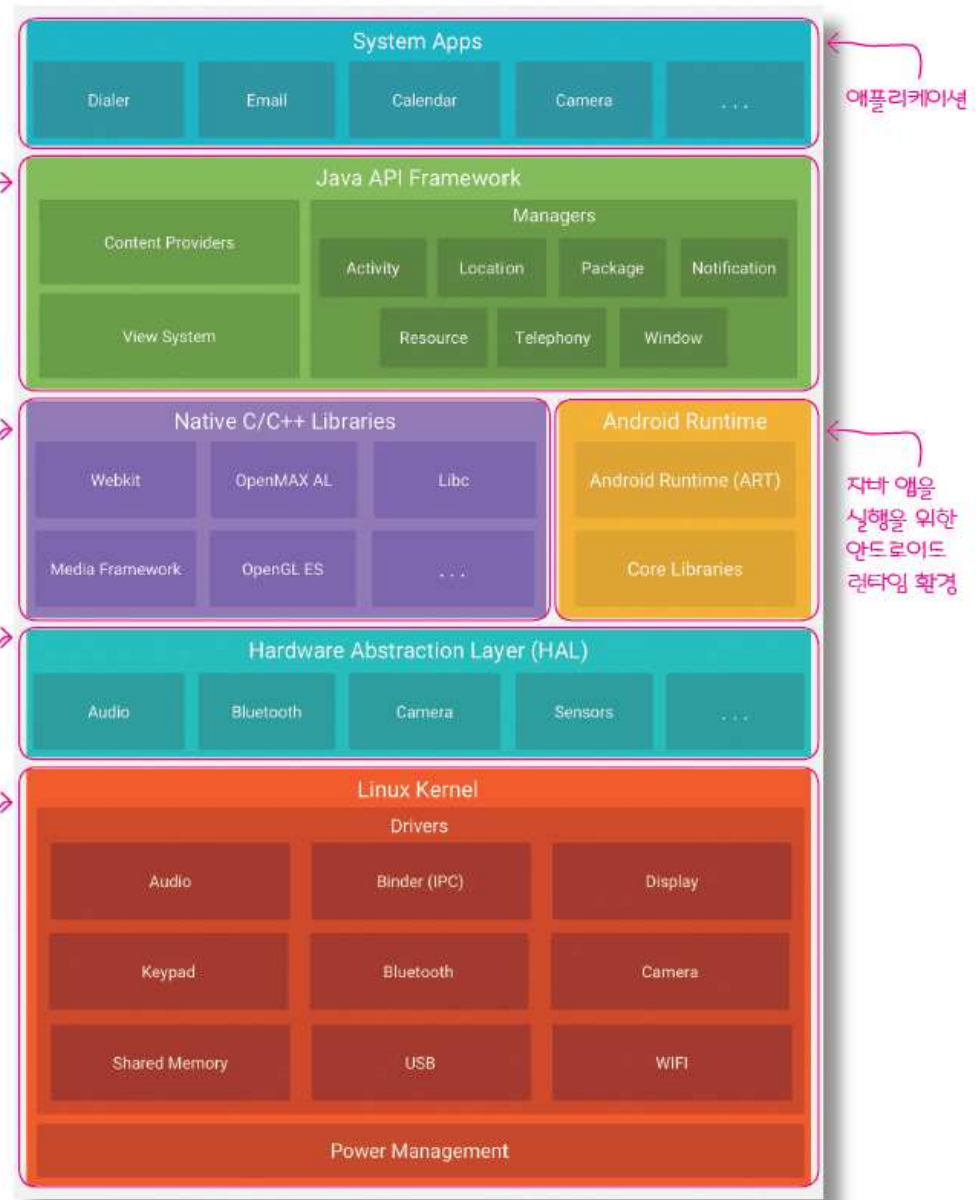 System Apps
Dialer Email Calendar Camera ...
애플리케이션
Java API Framework
Content Providers
View System
Managers
Activity Location Package Notification
Resource Telephony Window
Native C/C++ Libraries
Webkit OpenMAX AL Libc
Media Framework OpenGL ES ...
Android Runtime
Android Runtime (ART)
Core Libraries
자바 앱을
실행을 위한
안드로이드
런타임 환경
Hardware Abstraction Layer (HAL)
Audio Bluetooth Camera Sensors ...
Linux Kernel
Drivers
Audio Binder (IPC) Display
Keypad Bluetooth Camera
Shared Memory USB WIFI
Power Management